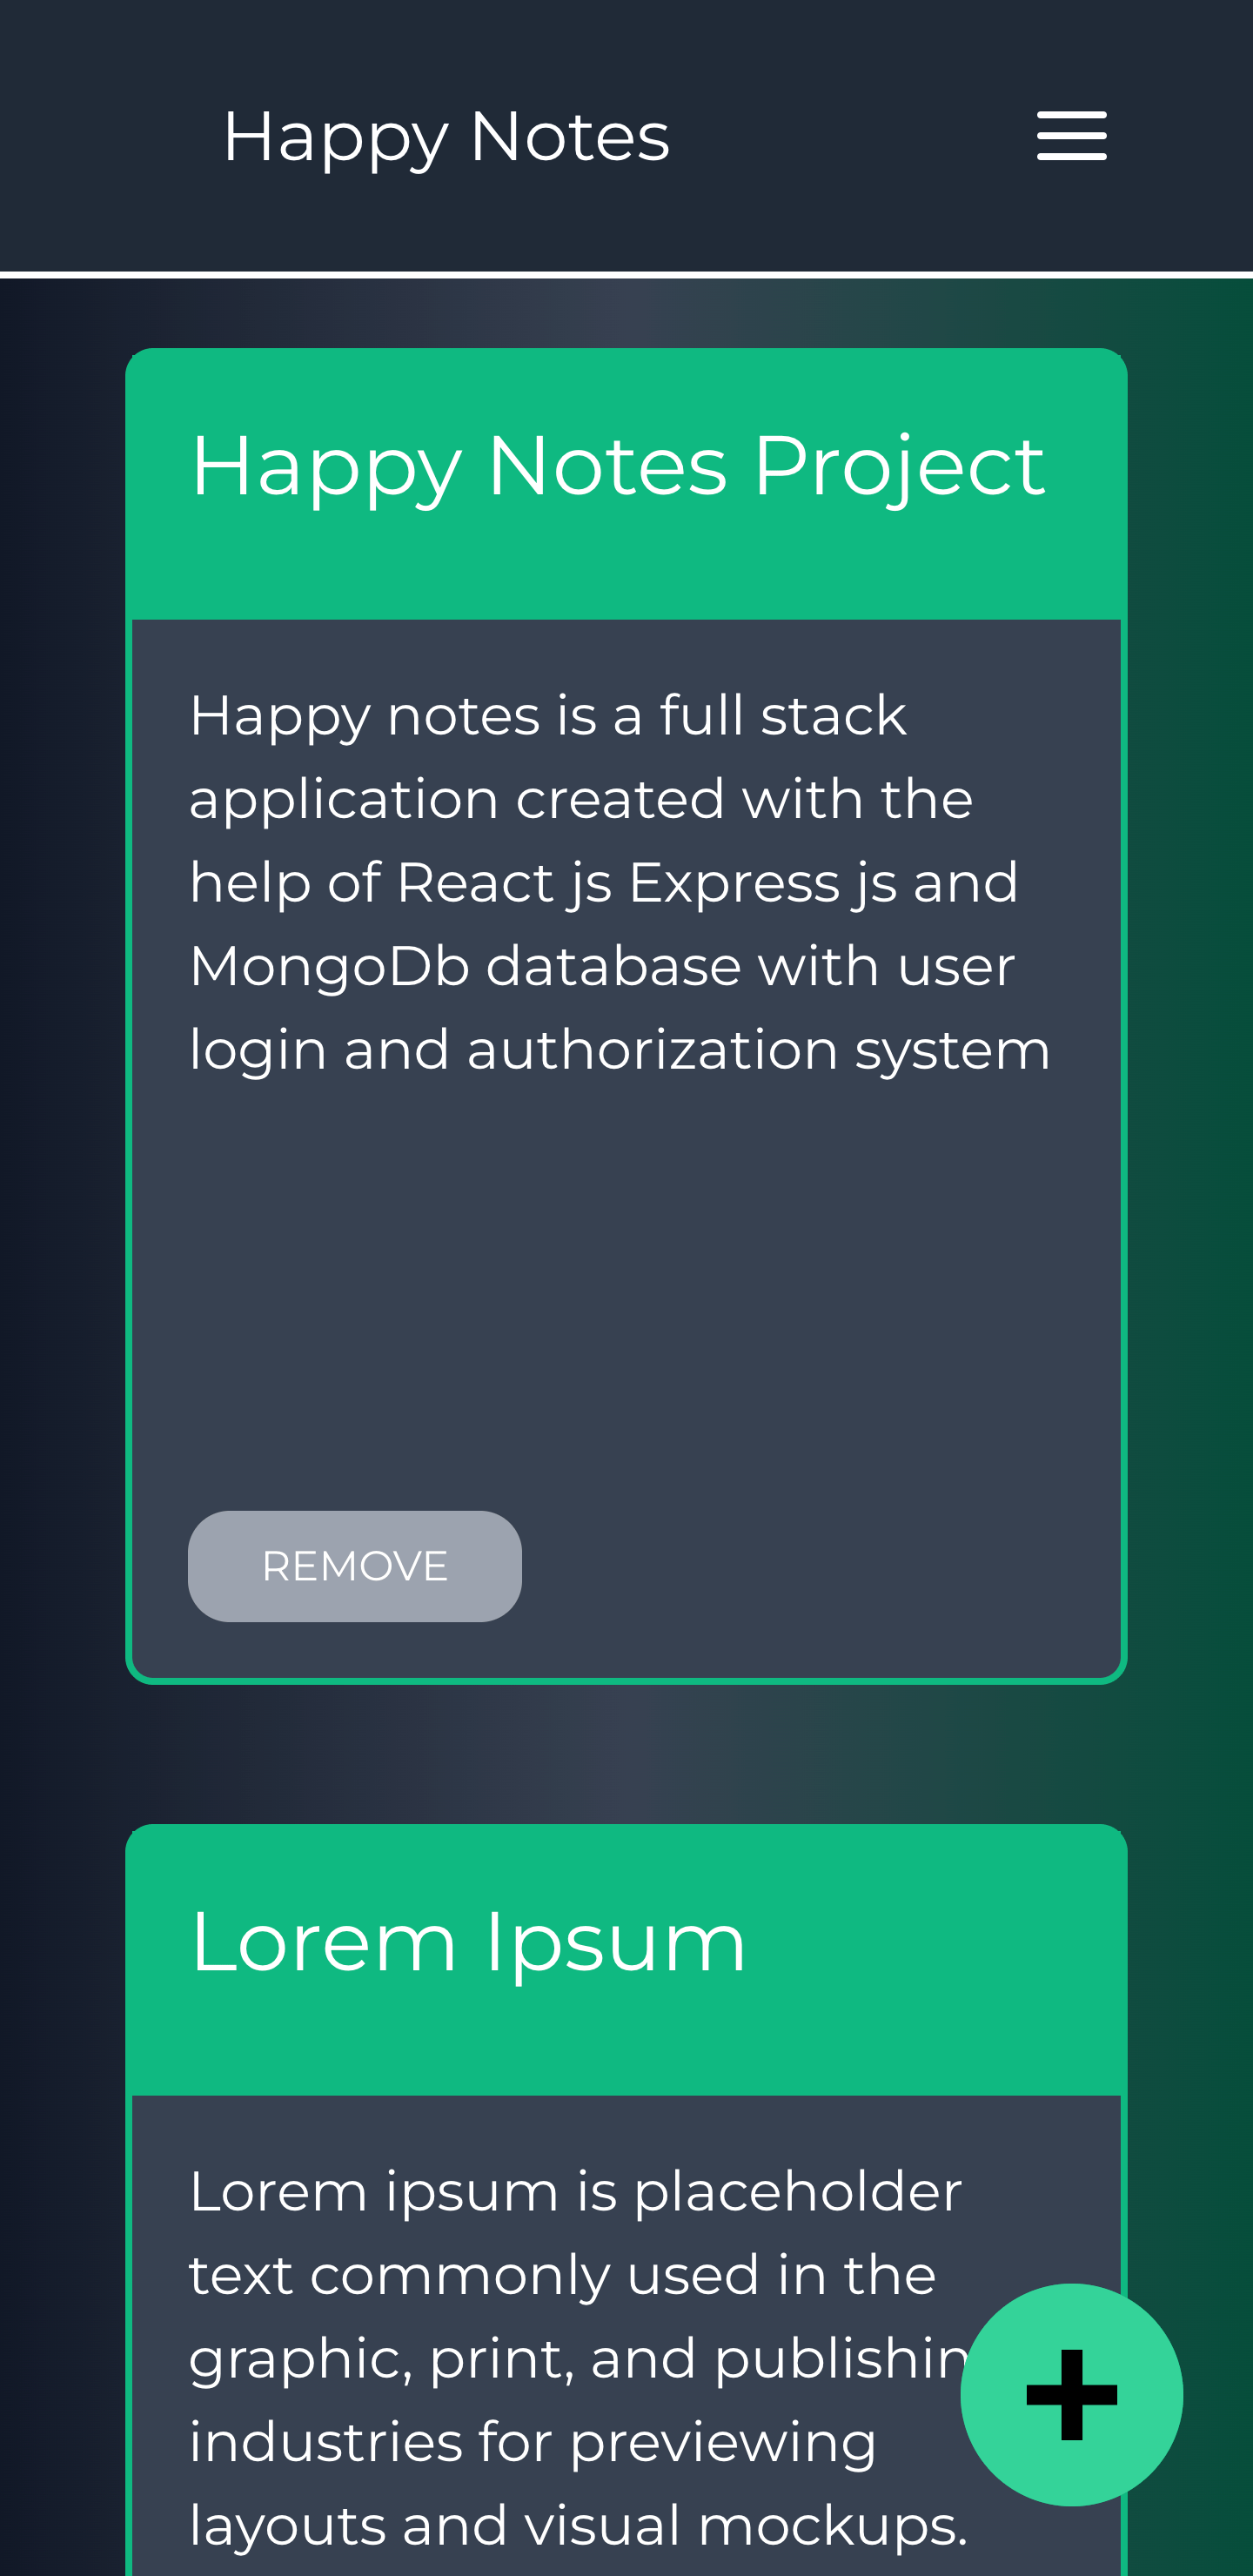 Happy Notes
Happy Notes Project
Happy notes is a full stack
application created with the
help of React js Express js and
MongoDb database with user
login and authorization system
REMOVE
Lorem Ipsum
Lorem ipsum is placeholder
text commonly used in the
graphic, print, and publishin
industries for previewing
layouts and visual mockups.